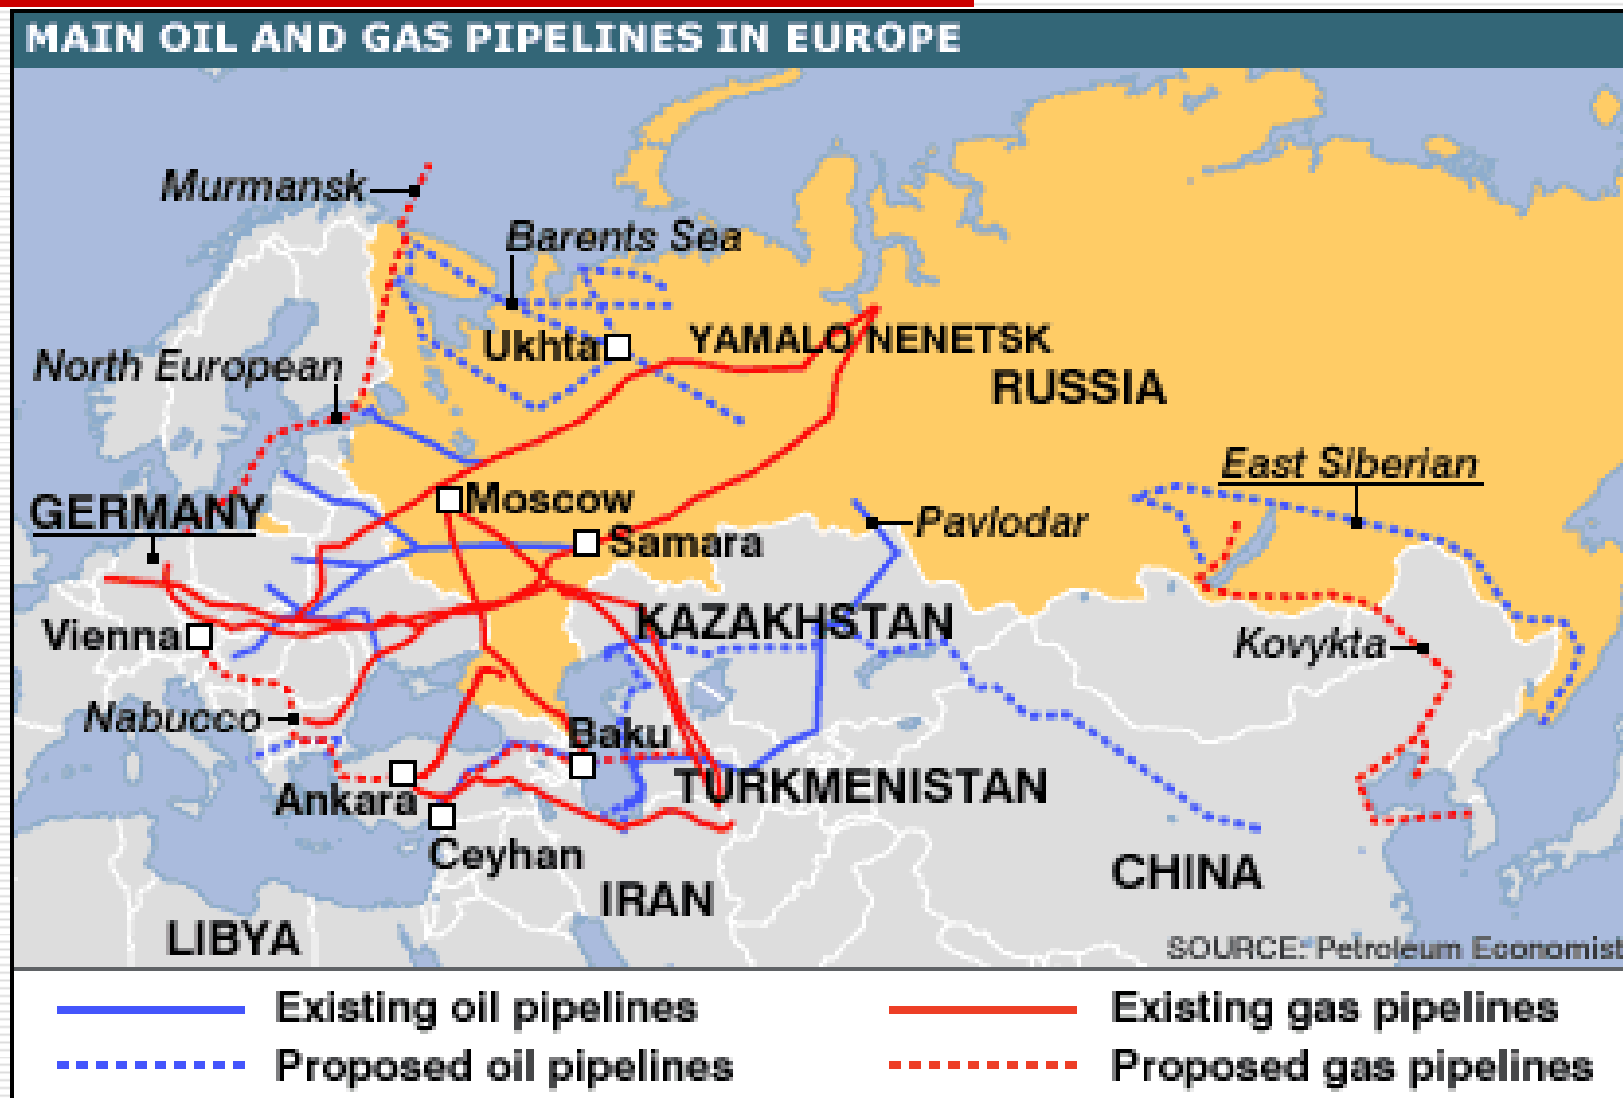 MAIN OIL AND GAS PIPELINES IN EUROPE
Murmansk
Barents Sea
Ukhta
YAMALO NENETSK
North European
RUSSIA
East Siberian
GERMANY
Moscow
Pavlodar
Samara
KAZAKHSTAN
Vienna
Kovykta
Nabucco
Baku
TURKMENISTAN
Ankara
Ceyhan
CHINA
IRAN
LIBYA
SOURCE: Petroleum Economist
Existing oil pipelines
Existing gas pipelines
Proposed oil pipelines
Proposed gas pipelines